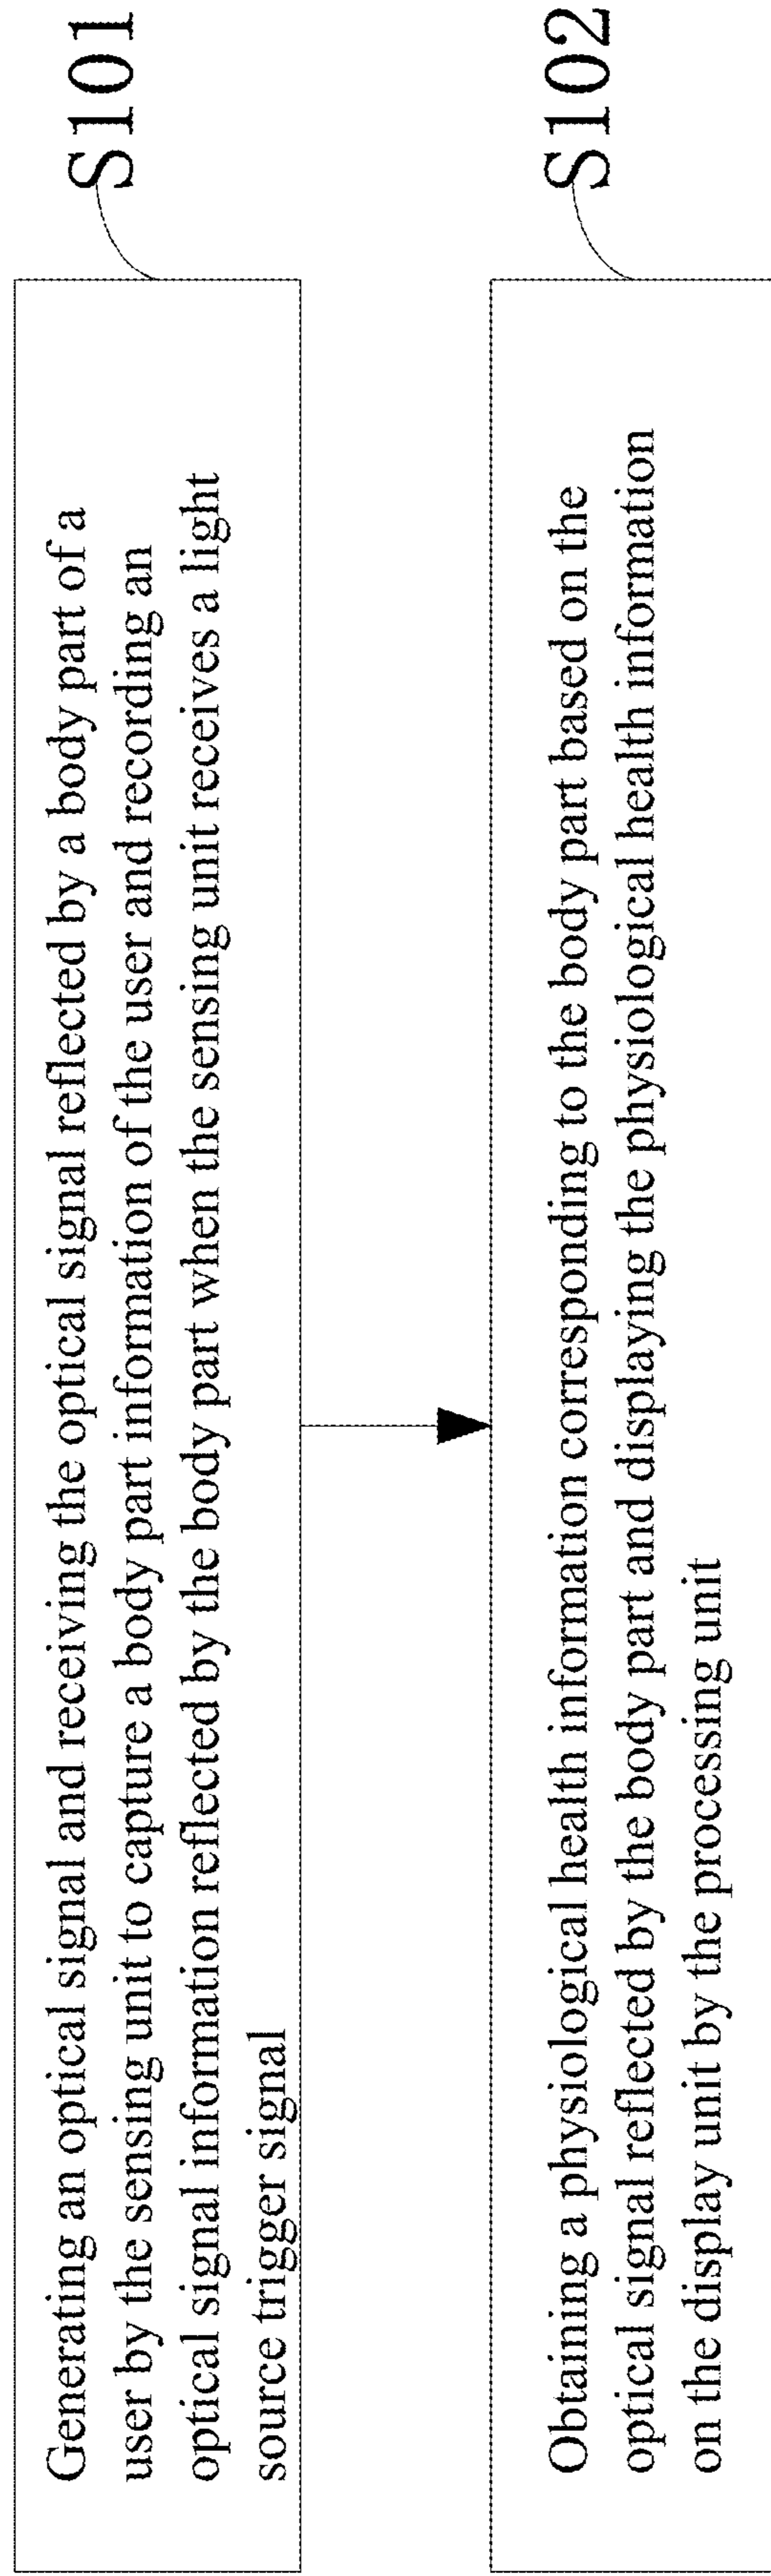 Generating an optical signal and receiving the optical signal reflected by a body part of a
user by the sensing unit to capture a body part information of the user and recording an
optical signal information reflected by the body part when the sensing unit receives a light
source trigger signal
S101
Obtaining a physiological health information corresponding to the body part based on the
optical signal reflected by the body part and displaying the physiological health information
on the display unit by the processing unit
S102